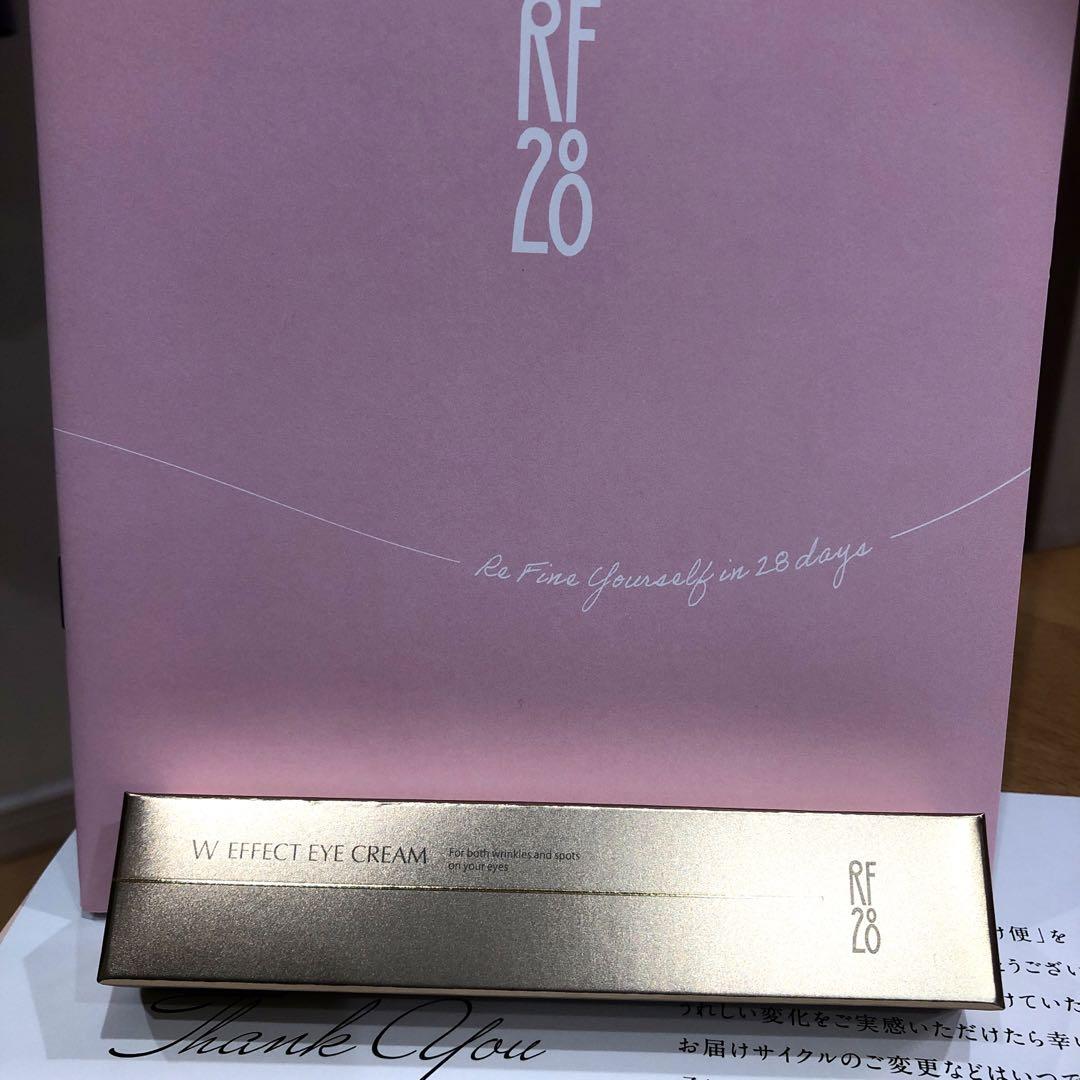 RF
28
Re Fine Yourself in 28 days
W EFFECT EYE CREAM
For both wrinkles and spots
on your eyes
RF
28
Thank You
け便」を
うござい
けていた
うれしい変化をご実感いただけたら幸い
お届けサイクルのご変更などはいつで